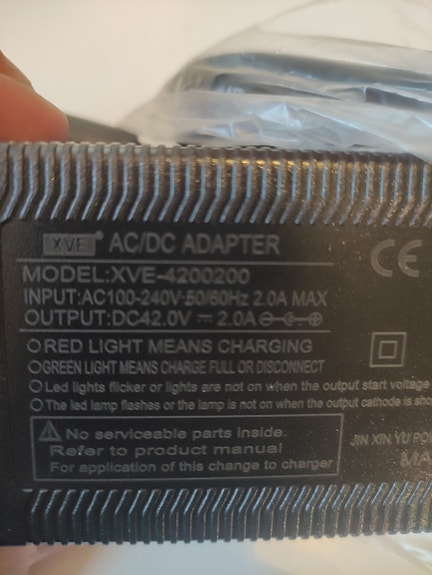 XVE® AC/DC ADAPTER
CE
MODEL:XVE-4200200
INPUT:AC100-240V-50/60Hz 2.0A MAX
OUTPUT:DC42.0V 2.0A
RED LIGHT MEANS CHARGING
GREEN LIGHT MEANS CHARGE FULL OR DISCONNECT
Led lights flicker or lights are not on when the output start voltage
The led lamp flashes or the lamp is not on when the output cathode is
No serviceable parts inside.
Refer to product manual
For application of this change to charger
JIN XIN YU